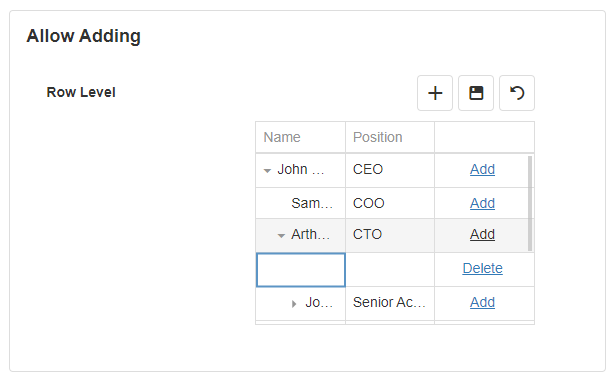 Allow Adding
Row Level
Name Position
John ... CEO Add
Sam... COO Add
Arth... CTO Add
Delete
Jo... Senior Ac... Add